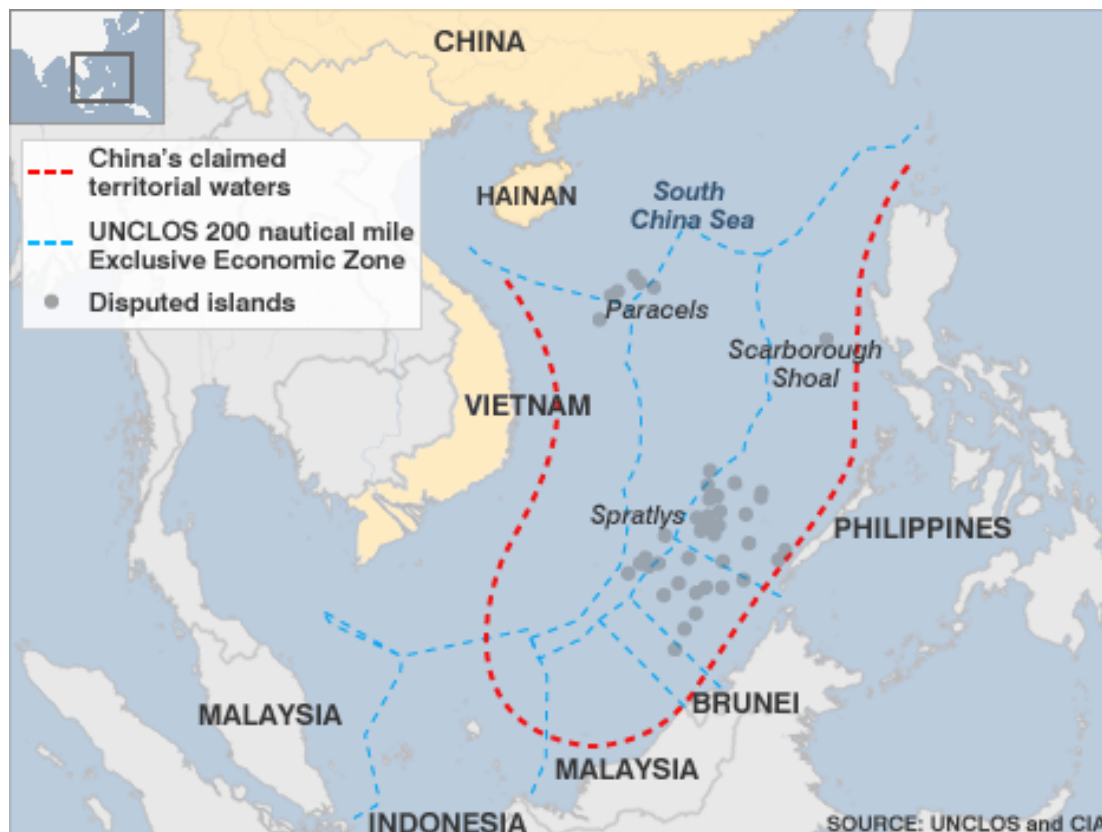 CHINA
China's claimed
territorial waters
UNCLOS 200 nautical mile
Exclusive Economic Zone
Disputed islands
HAINAN
South
China Sea
Paracels
Scarborough
Shoal
VIETNAM
Spratlys
PHILIPPINES
MALAYSIA
BRUNEI
MALAYSIA
INDONESIA
SOURCE: UNCLOS and CIA